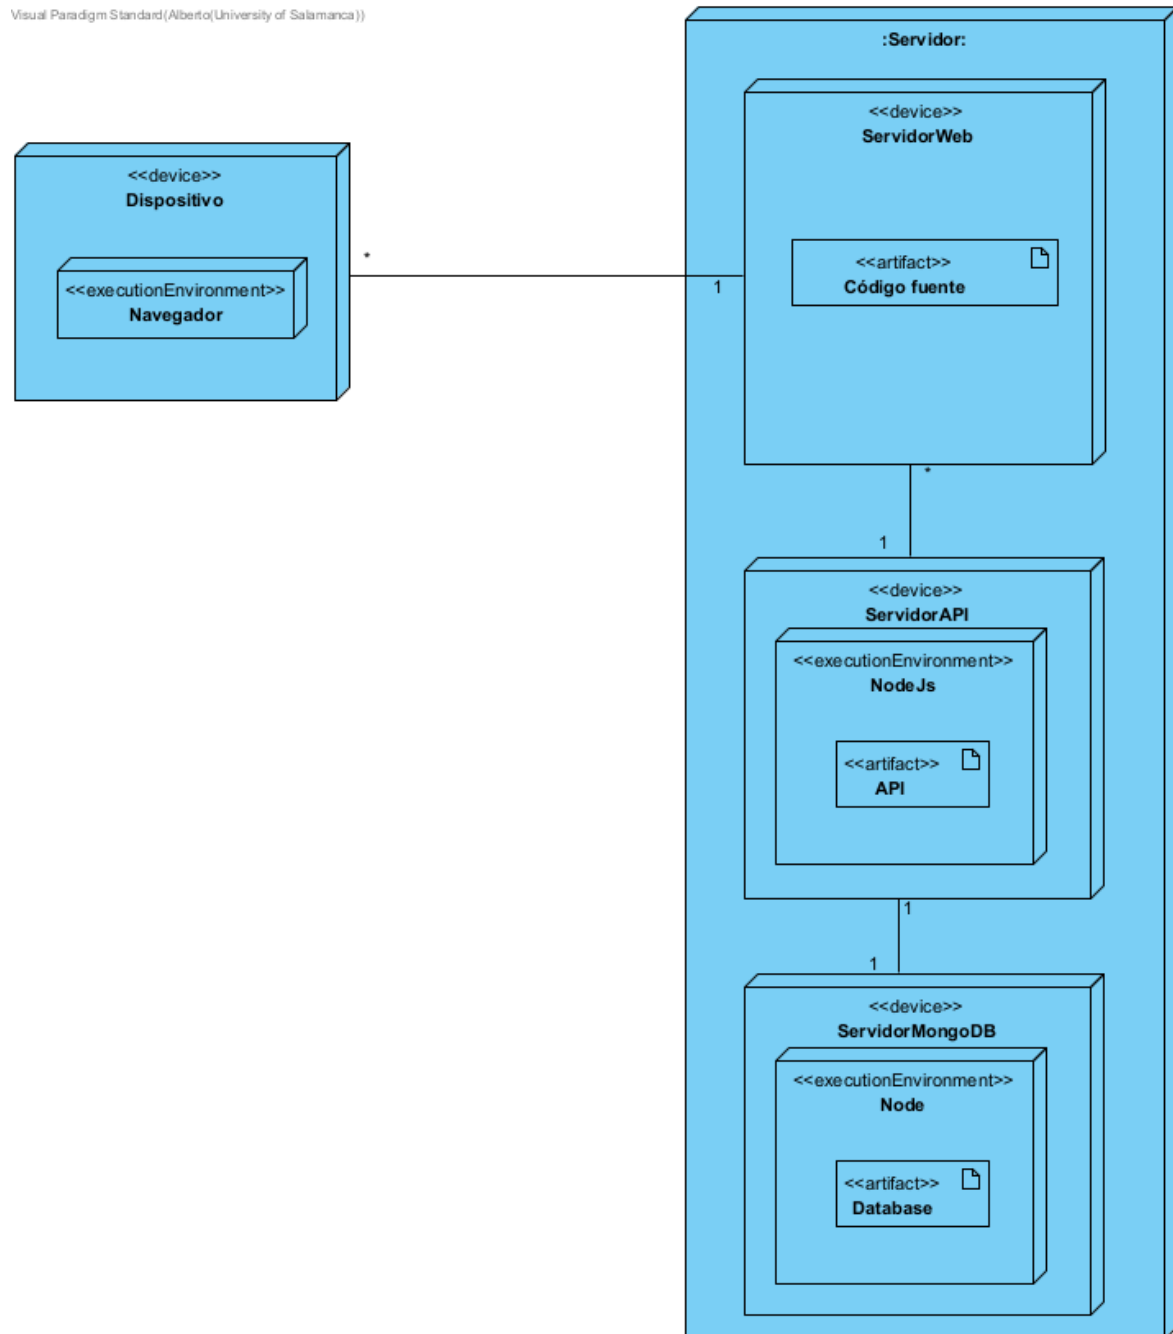 Visual Paradigm Standard(Alberto(University of Salamanca))
:Servidor:
<<device>>
ServidorWeb
<<artifact>>
Código fuente
<<device>>
Dispositivo
<<executionEnvironment>>
Navegador
*
1
*
1
<<device>>
ServidorAPI
<<executionEnvironment>>
NodeJs
<<artifact>>
API
1
1
<<device>>
ServidorMongoDB
<<executionEnvironment>>
Node
<<artifact>>
Database